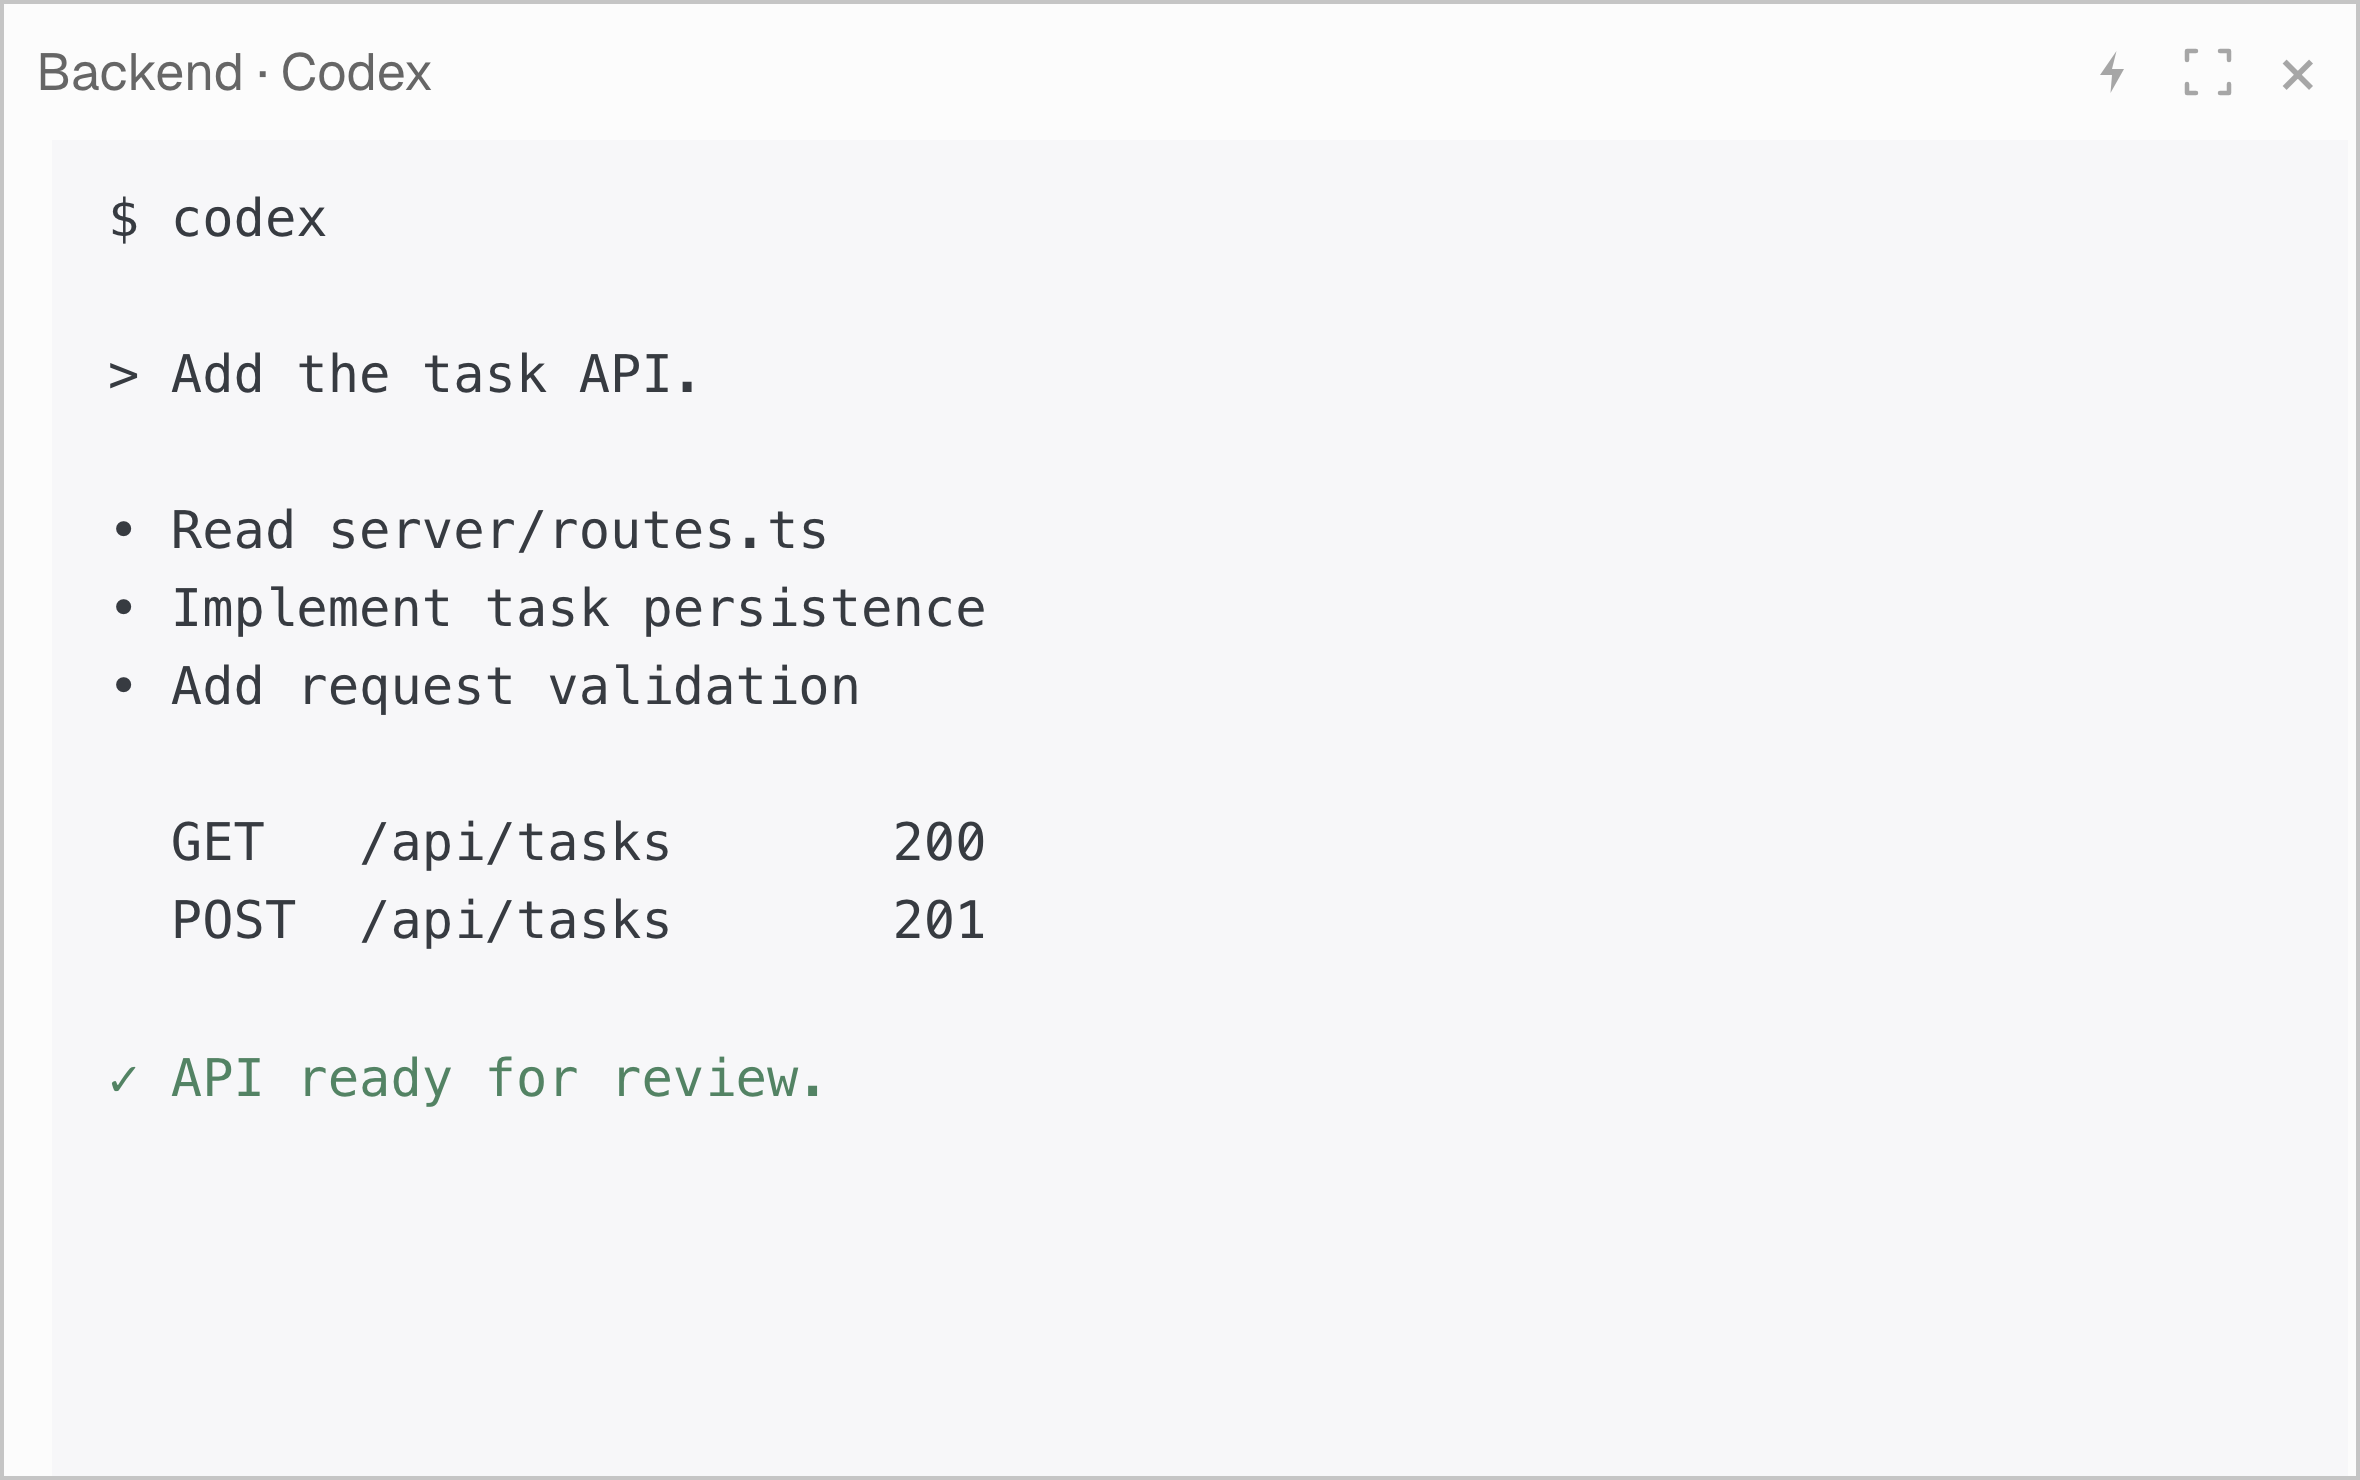 Backend · Codex
$ codex
> Add the task API.
• Read server/routes.ts
• Implement task persistence
• Add request validation
GET   /api/tasks       200
POST  /api/tasks       201
✓ API ready for review.